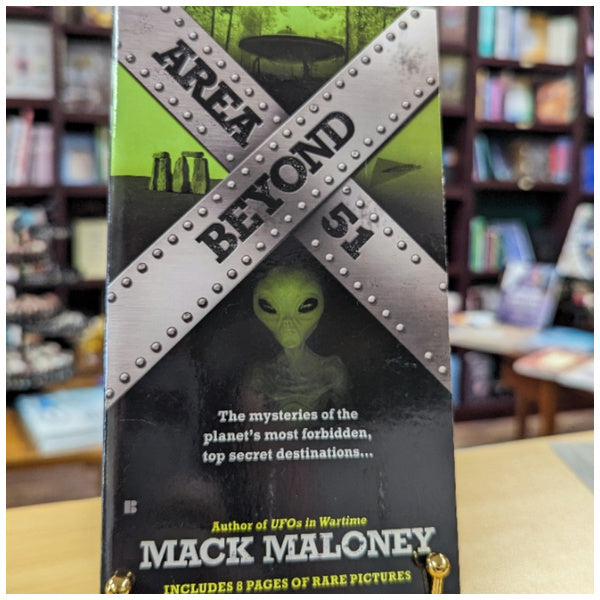 BEYOND
AREA
51
The mysteries of the
planet's most forbidden,
top secret destinations...
B
Author of UFOs in Wartime
MACK MALONEY
INCLUDES 8 PAGES OF RARE PICTURES